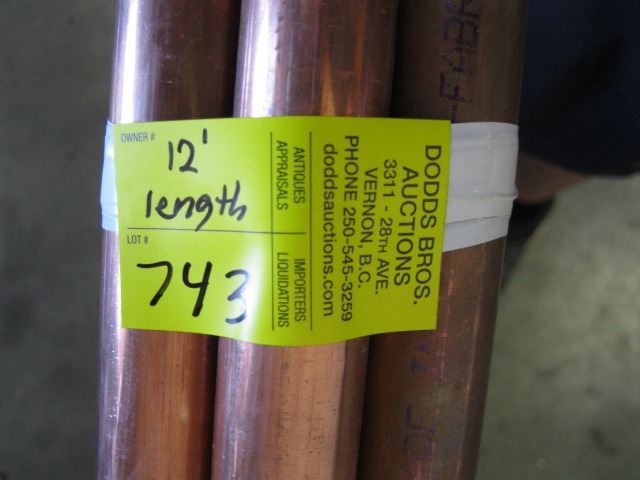 OWNER #
12'
length
LOT #
743
ANTIQUES
APPRAISALS
IMPORTERS
LIQUIDATIONS
DODDS BROS.
AUCTIONS
3311 - 28TH AVE.
VERNON, B.C.
PHONE 250-545-3259
doddsauctions.com